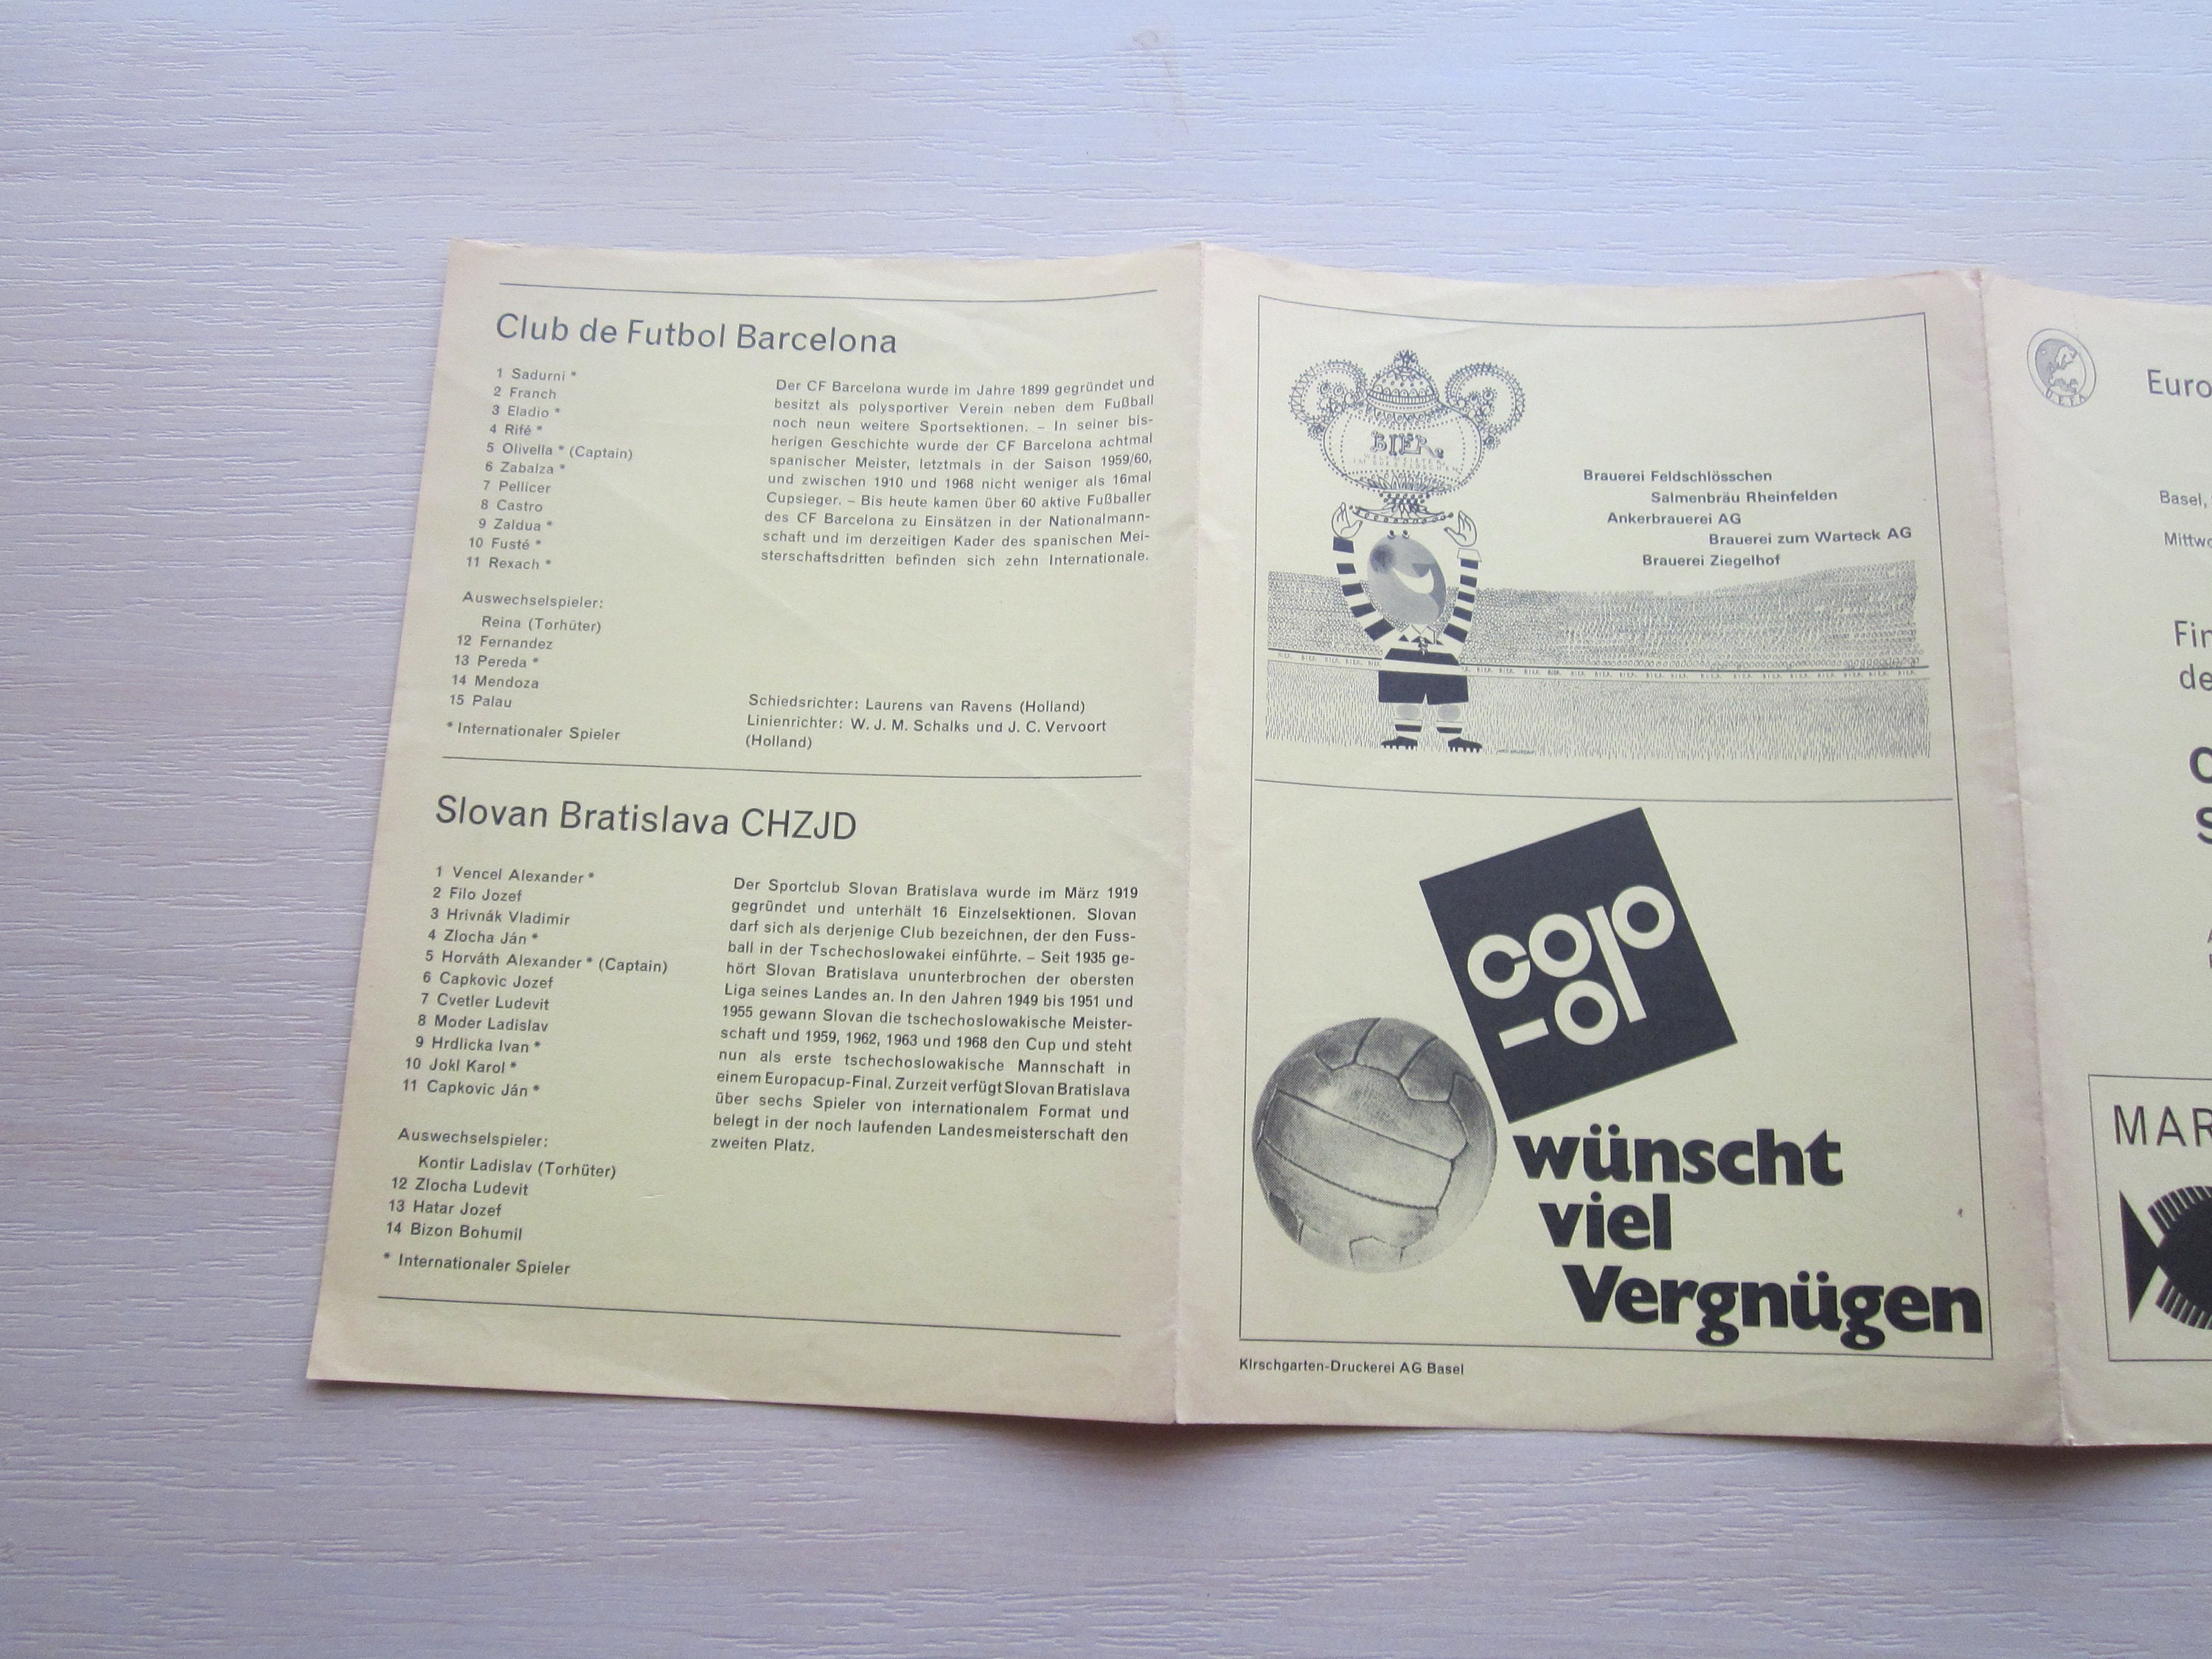 Club de Futbol Barcelona
1 Sadurni *
2 Franch
3 Eladio *
4 Rifé *
5 Olivella * (Captain)
6 Zabalza *
7 Pellicer
8 Castro
9 Zaldua *
10 Fusté *
11 Rexach *
Auswechselspieler:
Reina (Torhüter)
12 Fernandez
13 Pereda *
14 Mendoza
15 Palau
* Internationaler Spieler
Der CF Barcelona wurde im Jahre 1899 gegründet und
besitzt als polysportiver Verein neben dem Fußball
noch neun weitere Sportsektionen. – In seiner bis-
herigen Geschichte wurde der CF Barcelona achtmal
spanischer Meister, letztmals in der Saison 1959/60,
und zwischen 1910 und 1968 nicht weniger als 16mal
Cupsieger. – Bis heute kamen über 60 aktive Fußballer
des CF Barcelona zu Einsätzen in der Nationalmann-
schaft und im derzeitigen Kader des spanischen Mei-
sterschaftsdritten befinden sich zehn Internationale.
Schiedsrichter: Laurens van Ravens (Holland)
Linienrichter: W. J. M. Schalks und J. C. Vervoort
(Holland)
Slovan Bratislava CHZJD
1 Vencel Alexander *
2 Filo Jozef
3 Hrivnák Vladimir
4 Zlocha Ján *
5 Horváth Alexander * (Captain)
6 Capkovic Jozef
7 Cvetler Ludevit
8 Moder Ladislav
9 Hrdlicka Ivan *
10 Jokl Karol *
11 Capkovic Ján *
Auswechselspieler:
Kontir Ladislav (Torhüter)
12 Zlocha Ludevit
13 Hatar Jozef
14 Bizon Bohumil
* Internationaler Spieler
Der Sportclub Slovan Bratislava wurde im März 1919
gegründet und unterhält 16 Einzelsektionen. Slovan
darf sich als derjenige Club bezeichnen, der den Fuss-
ball in der Tschechoslowakei einführte. – Seit 1935 ge-
hört Slovan Bratislava ununterbrochen der obersten
Liga seines Landes an. In den Jahren 1949 bis 1951 und
1955 gewann Slovan die tschechoslowakische Meister-
schaft und 1959, 1962, 1963 und 1968 den Cup und steht
nun als erste tschechoslowakische Mannschaft in
einem Europacup-Final. Zurzeit verfügt Slovan Bratislava
über sechs Spieler von internationalem Format und
belegt in der noch laufenden Landesmeisterschaft den
zweiten Platz.
BIER
Brauerei Feldschlösschen
Salmenbräu Rheinfelden
Ankerbrauerei AG
Brauerei zum Warteck AG
Brauerei Ziegelhof
co
-op
wünscht
viel
Vergnügen
Kirschgarten-Druckerei AG Basel
UEFA
Euro
Basel,
Mittwo
Fin
de
C
S
MAR